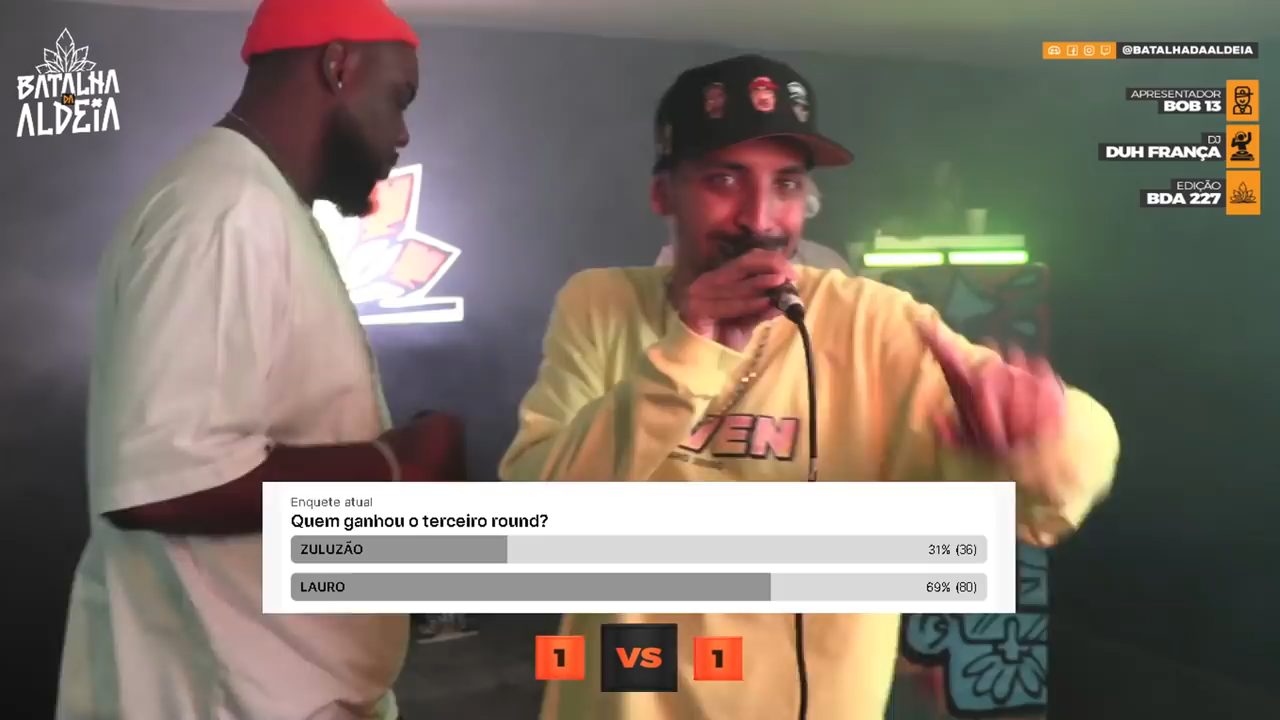 BATALHA
DA
ALDEIA
@BATALHADAALDEIA
APRESENTADOR
BOB 13
DJ
DUH FRANÇA
EDIÇÃO
BDA 227
VEN
Enquete atual
Quem ganhou o terceiro round?
ZULUZÃO 31% (36)
LAURO 69% (80)
1 VS 1